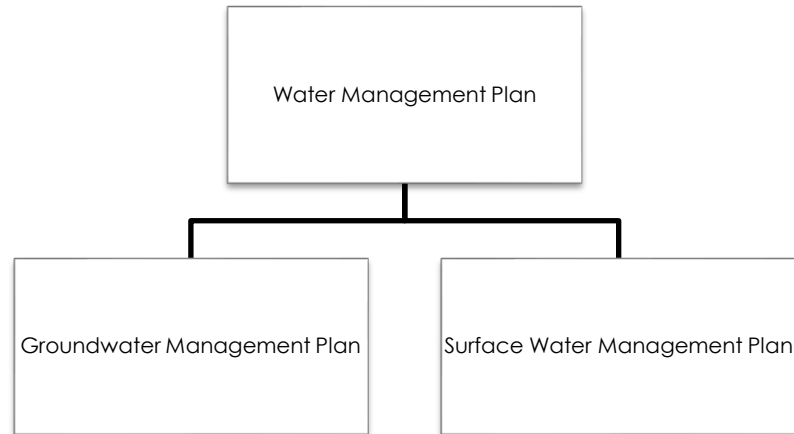 Water Management Plan
Groundwater Management Plan
Surface Water Management Plan